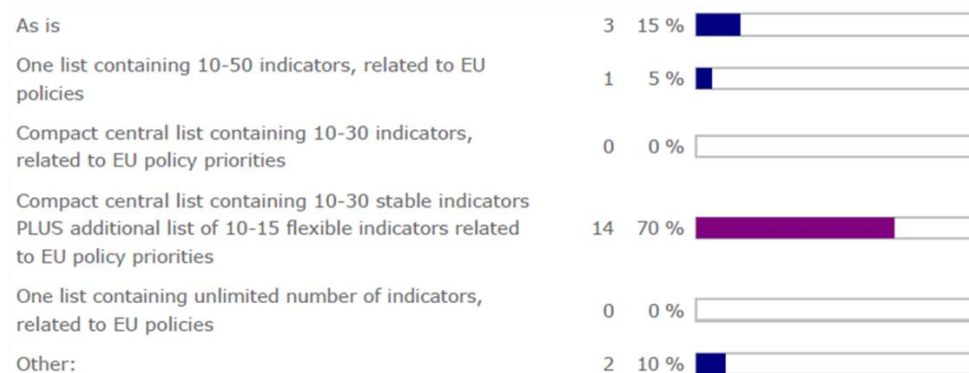 As is 3 15 %
One list containing 10-50 indicators, related to EU
policies 1 5 %
Compact central list containing 10-30 indicators,
related to EU policy priorities 0 0 %
Compact central list containing 10-30 stable indicators
PLUS additional list of 10-15 flexible indicators related 14 70 %
to EU policy priorities
One list containing unlimited number of indicators,
related to EU policies 0 0 %
Other: 2 10 %